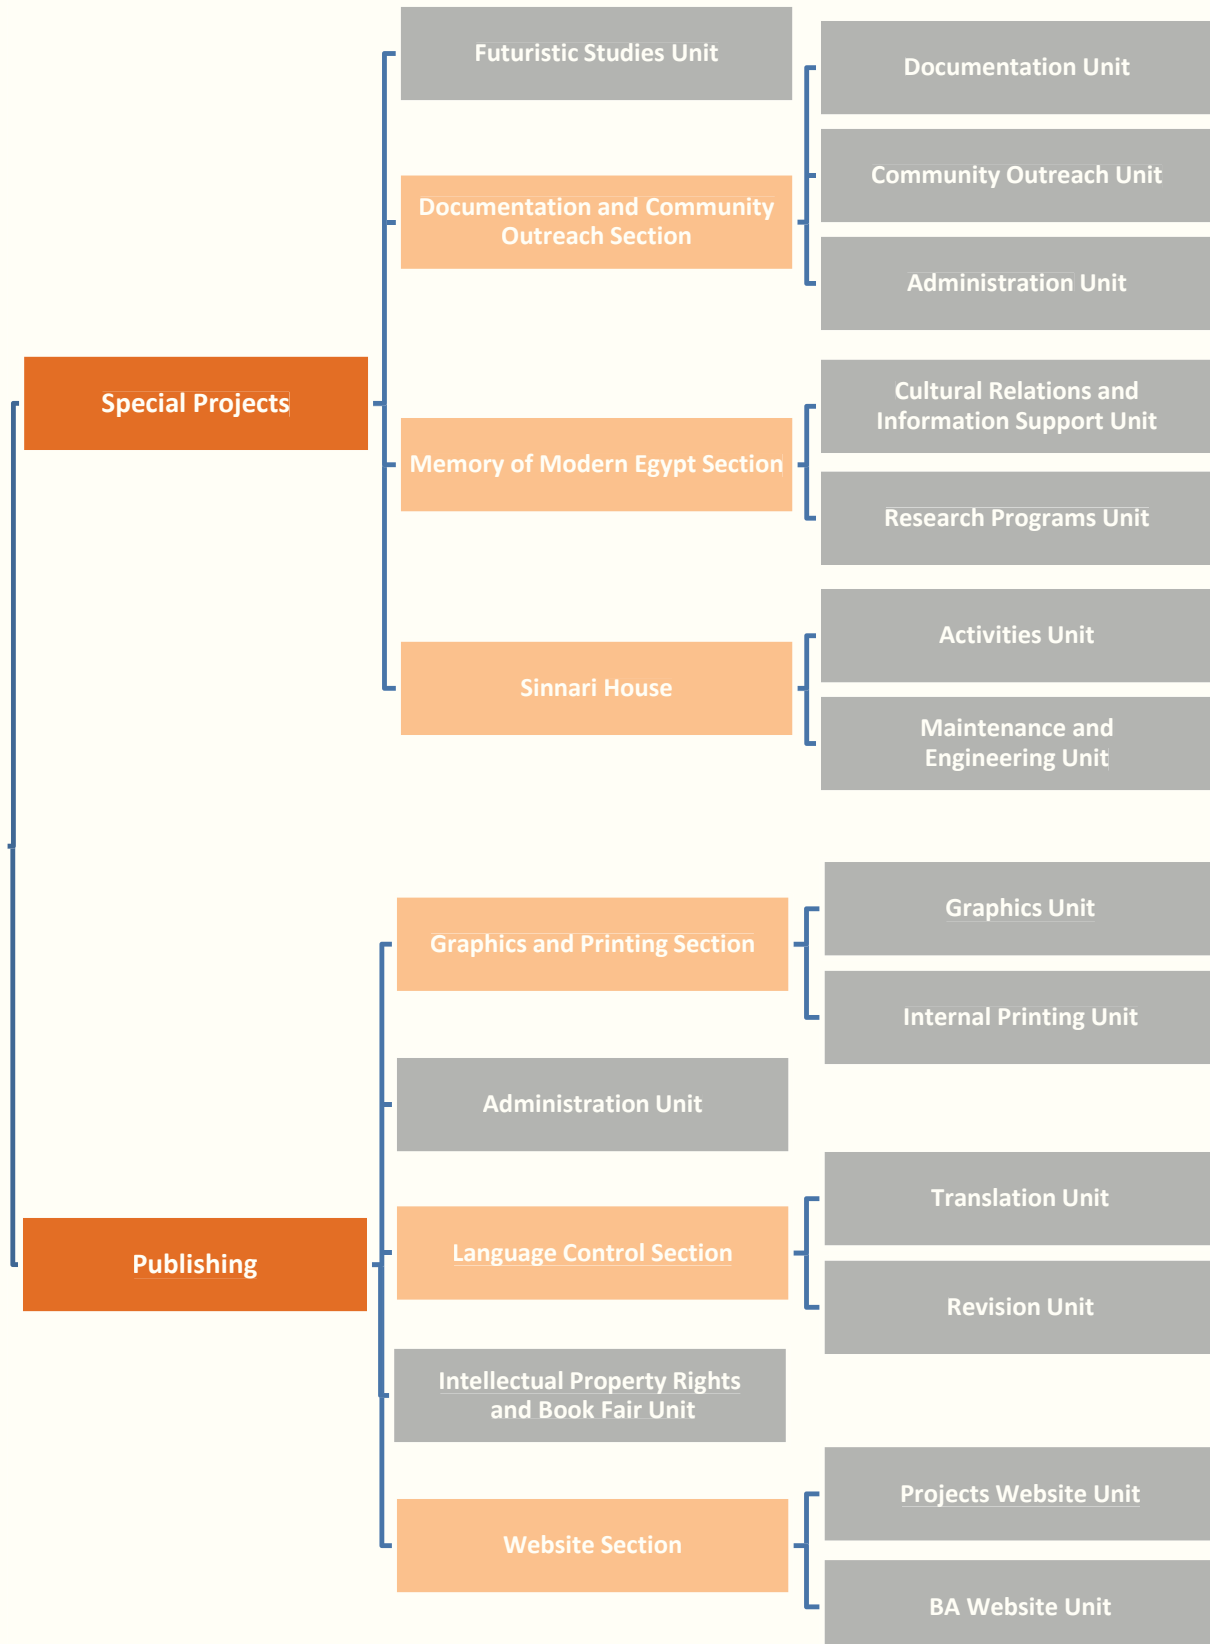 Special Projects
Futuristic Studies Unit
Documentation and Community
Outreach Section
Documentation Unit
Community Outreach Unit
Administration Unit
Memory of Modern Egypt Section
Cultural Relations and
Information Support Unit
Research Programs Unit
Sinnari House
Activities Unit
Maintenance and
Engineering Unit
Publishing
Graphics and Printing Section
Graphics Unit
Internal Printing Unit
Administration Unit
Language Control Section
Translation Unit
Revision Unit
Intellectual Property Rights
and Book Fair Unit
Website Section
Projects Website Unit
BA Website Unit